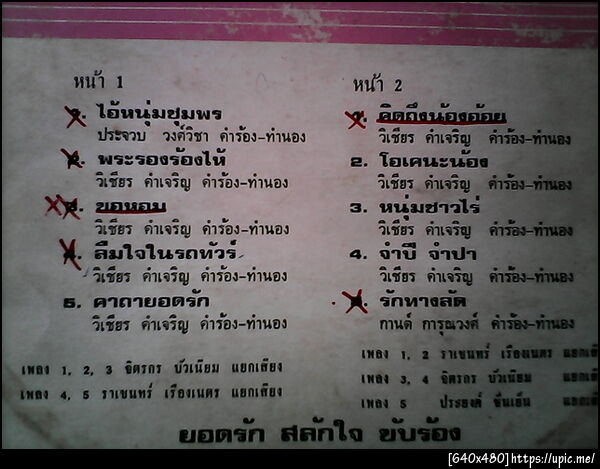 หน้า 1
1. ไอ้หนุ่มชุมพร
ประจวบ วงศ์วิชา คำร้อง-ทำนอง
2. พระรองร้องไห้
วิเชียร คำเจริญ คำร้อง-ทำนอง
3. ขอหอม
วิเชียร คำเจริญ คำร้อง-ทำนอง
4. ลืมใจในรถทัวร์
วิเชียร คำเจริญ คำร้อง-ทำนอง
5. คาถายอดรัก
วิเชียร คำเจริญ คำร้อง-ทำนอง
เพลง 1, 2, 3 จิตรกร บัวเนียม แยกเสียง
เพลง 4, 5 ราเชนทร์ เรืองเนตร แยกเสียง
หน้า 2
1. คิดถึงน้องอ้อย
วิเชียร คำเจริญ คำร้อง-ทำนอง
2. โอเคนะน้อง
วิเชียร คำเจริญ คำร้อง-ทำนอง
3. หนุ่มชาวไร่
วิเชียร คำเจริญ คำร้อง-ทำนอง
4. จำปี จำปา
วิเชียร คำเจริญ คำร้อง-ทำนอง
5. รักทางลัด
กานต์ การุณวงศ์ คำร้อง-ทำนอง
เพลง 1, 2 ราเชนทร์ เรืองเนตร แยกเสี
เพลง 3, 4 จิตรกร บัวเนียม แยกเสี
เพลง 5 ประยงค์ ชื่นเย็น แยกเสี
ยอดรัก สลักใจ ขับร้อง
[640x480]https://upic.me/